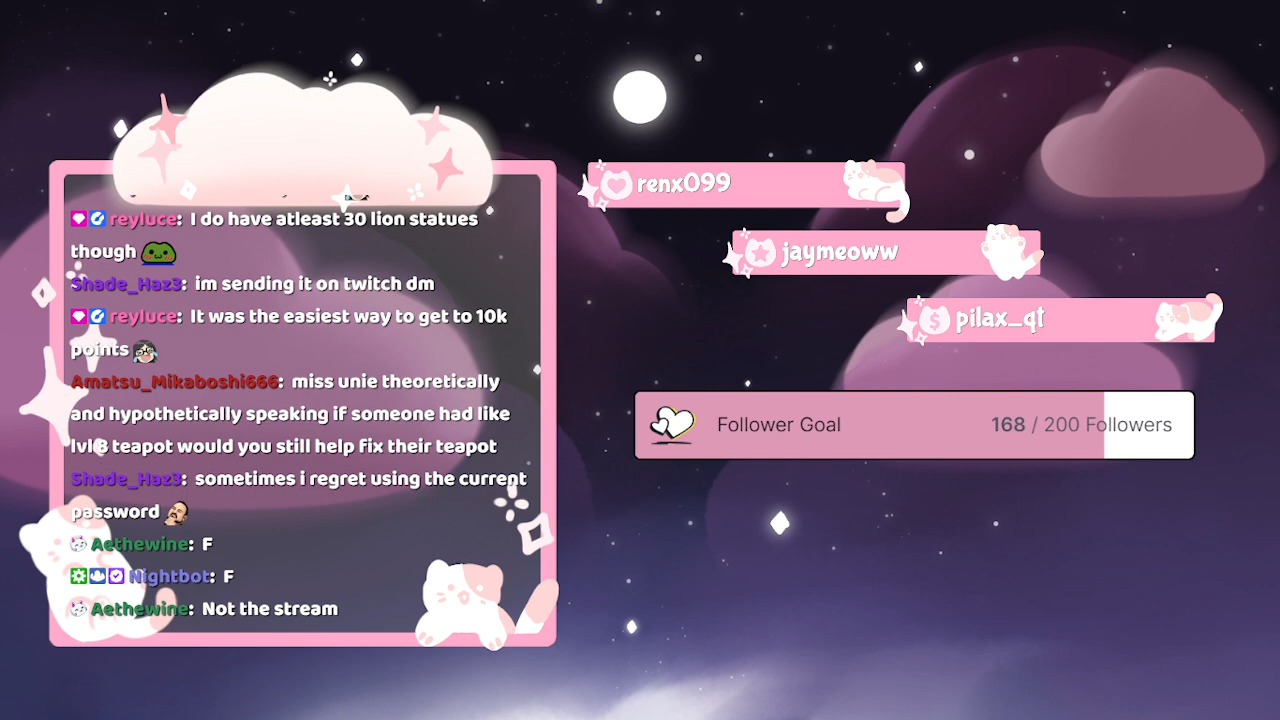 reyluce: I do have atleast 30 lion statues
though
Shade_Haz3: im sending it on twitch dm
reyluce: It was the easiest way to get to 10k
points
Amatsu_Mikaboshi666: miss unie theoretically
and hypothetically speaking if someone had like
lvl 8 teapot would you still help fix their teapot
Shade_Haz3: sometimes i regret using the current
password
Aethewine: F
Nightbot: F
Aethewine: Not the stream
renx099
jaymeoww
$ pilax_qt
Follower Goal 168 / 200 Followers